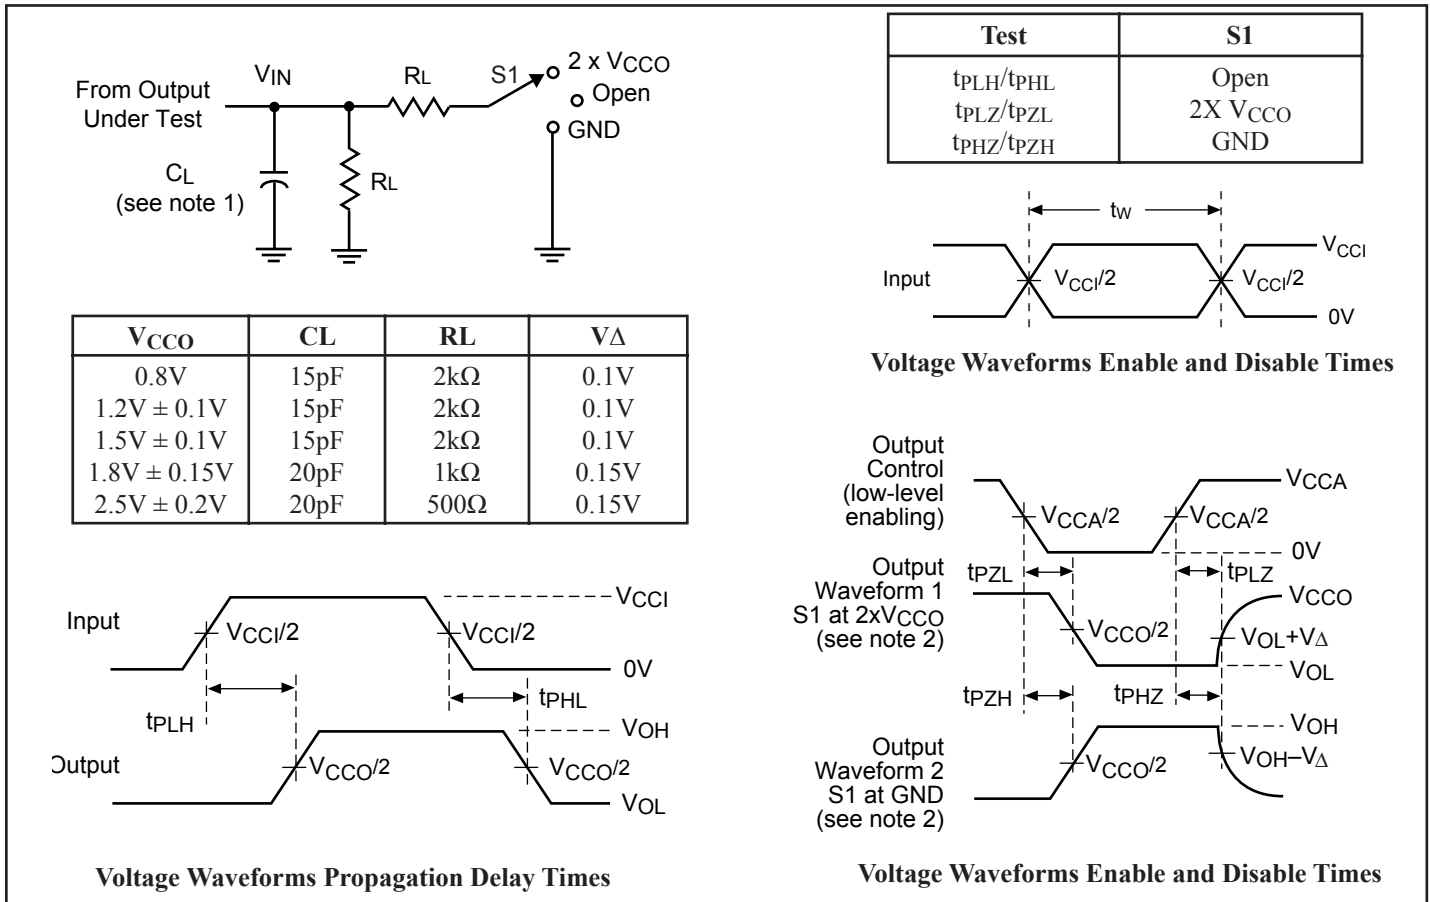 From Output
Under Test
VIN
RL
S1
2 x VCCO
Open
GND
CL
(see note 1)
RL
Test S1
tPLH/tPHL Open
tPLZ/tPZL 2X VCCO
tPHZ/tPZH GND
tW
Input
VCCI
VCCI/2
VCCI/2
0V
Voltage Waveforms Enable and Disable Times
VCCO CL RL VΔ
0.8V 15pF 2kΩ 0.1V
1.2V ± 0.1V 15pF 2kΩ 0.1V
1.5V ± 0.1V 15pF 2kΩ 0.1V
1.8V ± 0.15V 20pF 1kΩ 0.15V
2.5V ± 0.2V 20pF 500Ω 0.15V
Input
VCCI
VCCI/2
VCCI/2
0V
tPLH
tPHL
Output
VOH
VCCO/2
VCCO/2
VOL
Voltage Waveforms Propagation Delay Times
Output
Control
(low-level
enabling)
VCCA
VCCA/2
VCCA/2
0V
Output
Waveform 1
S1 at 2xVCCO
(see note 2)
tPZL
tPLZ
VCCO
VCCO/2
VOL+VΔ
VOL
tPZH
tPHZ
Output
Waveform 2
S1 at GND
(see note 2)
VOH
VCCO/2
VOH–VΔ
Voltage Waveforms Enable and Disable Times